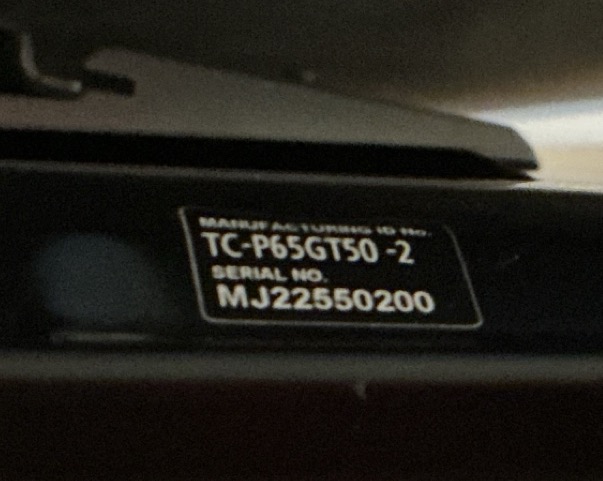 MANUFACTURING ID No.
TC-P65GT50 -2
SERIAL NO.
MJ22550200